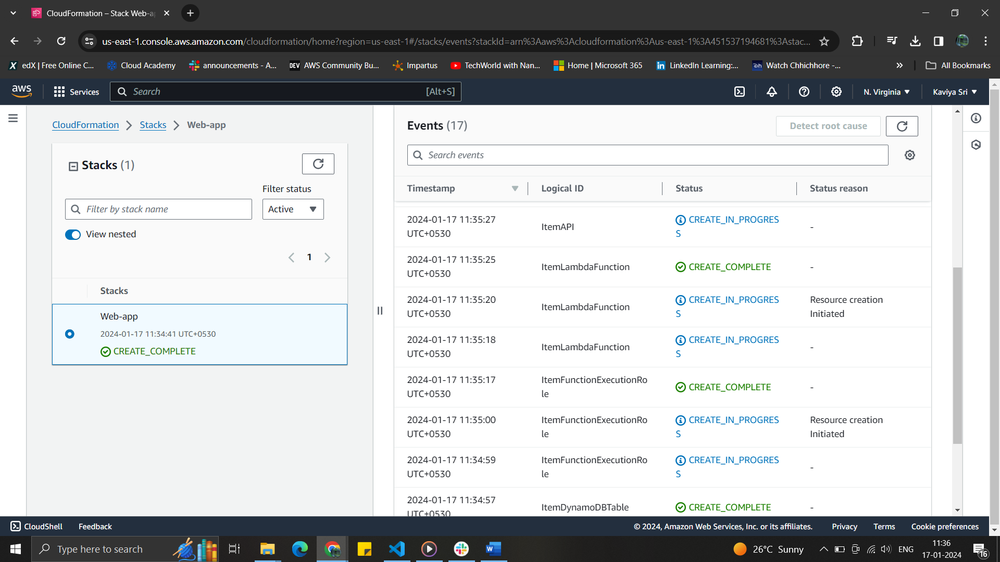 CloudFormation – Stack Web-ap
us-east-1.console.aws.amazon.com/cloudformation/home?region=us-east-1#/stacks/events?stackId=arn%3Aaws%3Acloudformation%3Aus-east-1%3A451537194681%3Astac...
edX | Free Online C...
Cloud Academy
announcements - A...
DEV AWS Community Bu...
Impartus
TechWorld with Nan...
Home | Microsoft 365
LinkedIn Learning:...
Watch Chhichhore -...
All Bookmarks
aws
Services
Search [Alt+S]
N. Virginia
Kaviya Sri
CloudFormation
Stacks
Web-app
Stacks (1)
Filter status
Filter by stack name
Active
View nested
1
Stacks
Web-app
2024-01-17 11:34:41 UTC+0530
CREATE_COMPLETE
Events (17)
Detect root cause
Search events
Timestamp Logical ID Status Status reason
2024-01-17 11:35:27 CREATE_IN_PROGRES
ItemAPI -
UTC+0530 S
2024-01-17 11:35:25
ItemLambdaFunction CREATE_COMPLETE -
UTC+0530
2024-01-17 11:35:20 CREATE_IN_PROGRES Resource creation
ItemLambdaFunction
UTC+0530 S Initiated
2024-01-17 11:35:18 CREATE_IN_PROGRES
ItemLambdaFunction -
UTC+0530 S
2024-01-17 11:35:17 ItemFunctionExecutionRo
CREATE_COMPLETE -
UTC+0530 le
2024-01-17 11:35:00 ItemFunctionExecutionRo CREATE_IN_PROGRES Resource creation
UTC+0530 le S Initiated
2024-01-17 11:34:59 ItemFunctionExecutionRo CREATE_IN_PROGRES
-
UTC+0530 le S
2024-01-17 11:34:57
ItemDynamoDBTable CREATE_COMPLETE -
UTC+0530
CloudShell Feedback © 2024, Amazon Web Services, Inc. or its affiliates. Privacy Terms Cookie preferences
Type here to search
26°C Sunny
ENG
11:36
17-01-2024
16